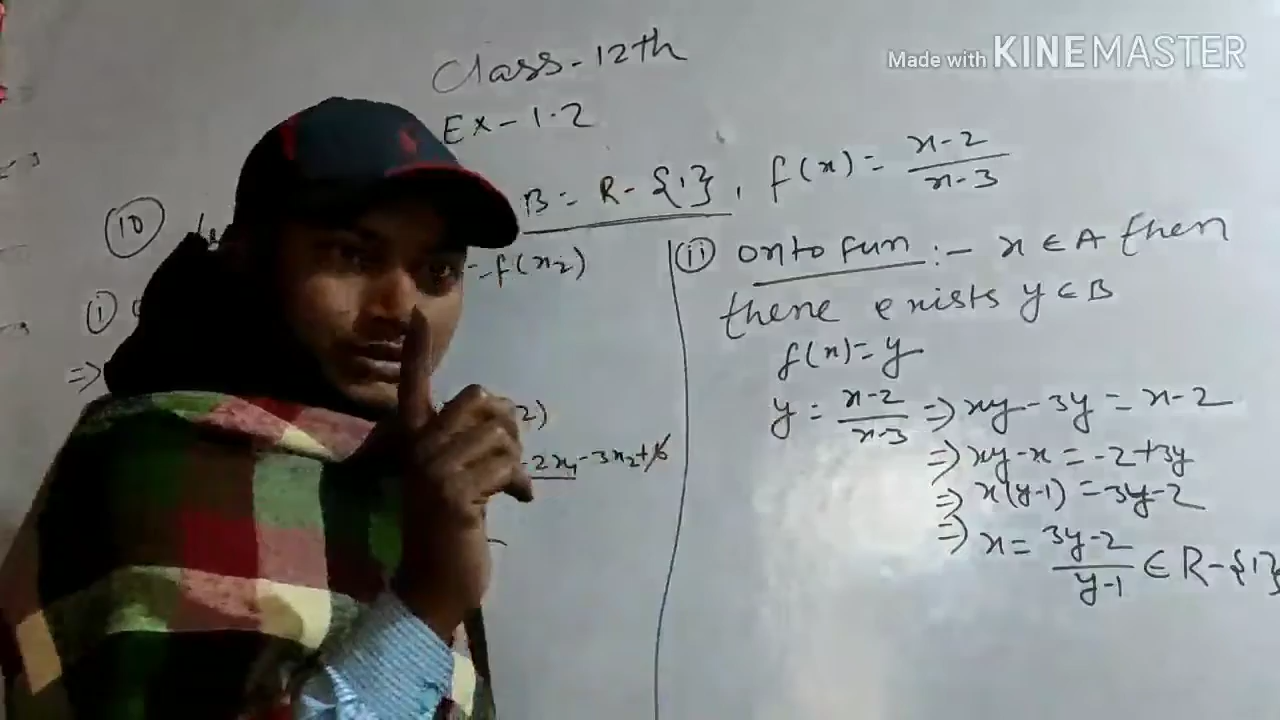 Made with KINEMASTER
Class-12th
Ex-1.2
(10) B = R-{1}, f(x) = x-2/x-3
(i)
= f(x2)
=>
2)
-2x1-3x2+6
(ii) onto fun :- x ∈ A then
there exists y ∈ B
f(x) = y
y = x-2/x-3 => xy-3y = x-2
=> xy-x = -2+3y
=> x(y-1) = 3y-2
=> x = 3y-2/y-1 ∈ R-{1}